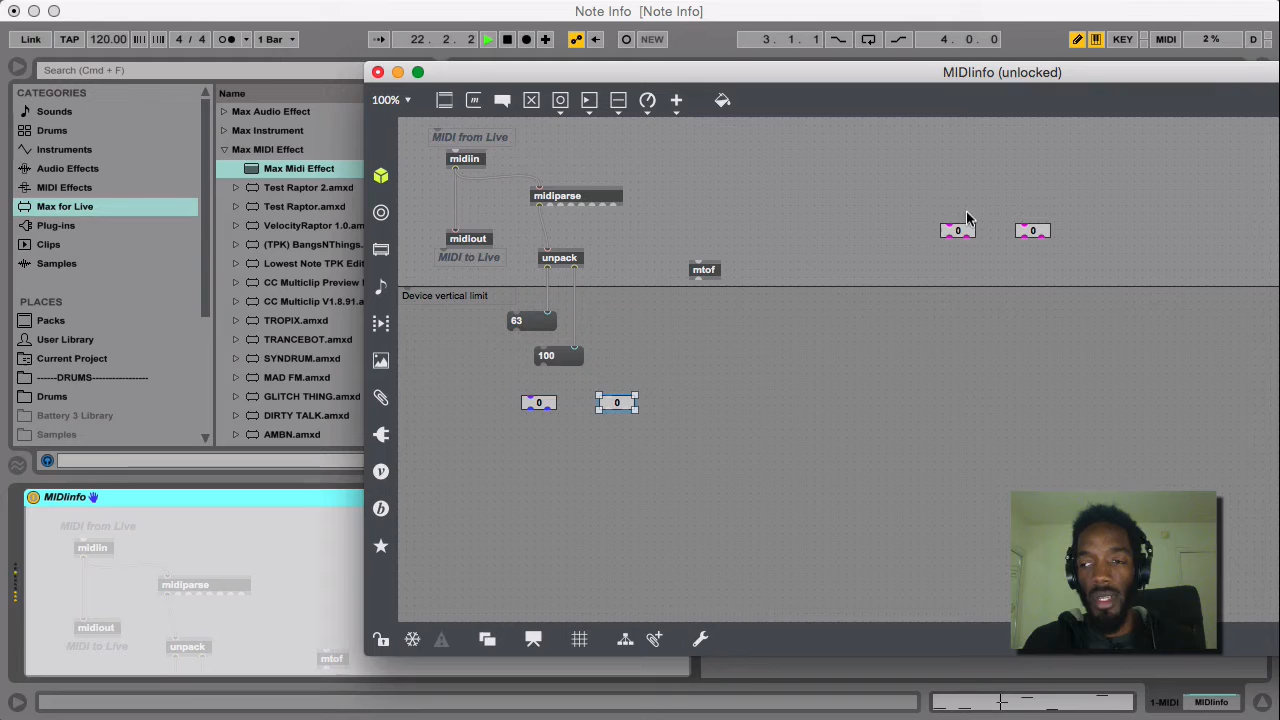 Note Info [Note Info]
Link TAP 120.00 4 / 4 1 Bar 22 . 2 . 2 NEW 3 . 1 . 1 4 . 0 . 0 KEY MIDI 2 % D
Search (Cmd + F)
CATEGORIES
Sounds
Drums
Instruments
Audio Effects
MIDI Effects
Max for Live
Plug-ins
Clips
Samples
PLACES
Packs
User Library
Current Project
------DRUMS-----------------
Drums
Battery 3 Library
Samples
Name
Max Audio Effect
Max Instrument
Max MIDI Effect
Max Midi Effect
Test Raptor 2.amxd
Test Raptor.amxd
VelocityRaptor 1.0.am
(TPK) BangsNThings.
Lowest Note TPK Edit
CC Multiclip Preview
CC Multiclip V1.8.91.a
TROPIX.amxd
TRANCEBOT.amxd
SYNDRUM.amxd
MAD FM.amxd
GLITCH THING.amxd
DIRTY TALK.amxd
AMBN.amxd
MIDIinfo (unlocked)
100%
MIDI from Live
midiin
midiparse
midiout
MIDI to Live
unpack
mtof
0
0
Device vertical limit
63
100
0
0
MIDIinfo
MIDI from Live
midiin
midiparse
midiout
MIDI to Live
unpack
mtof
1-MIDI MIDIinfo